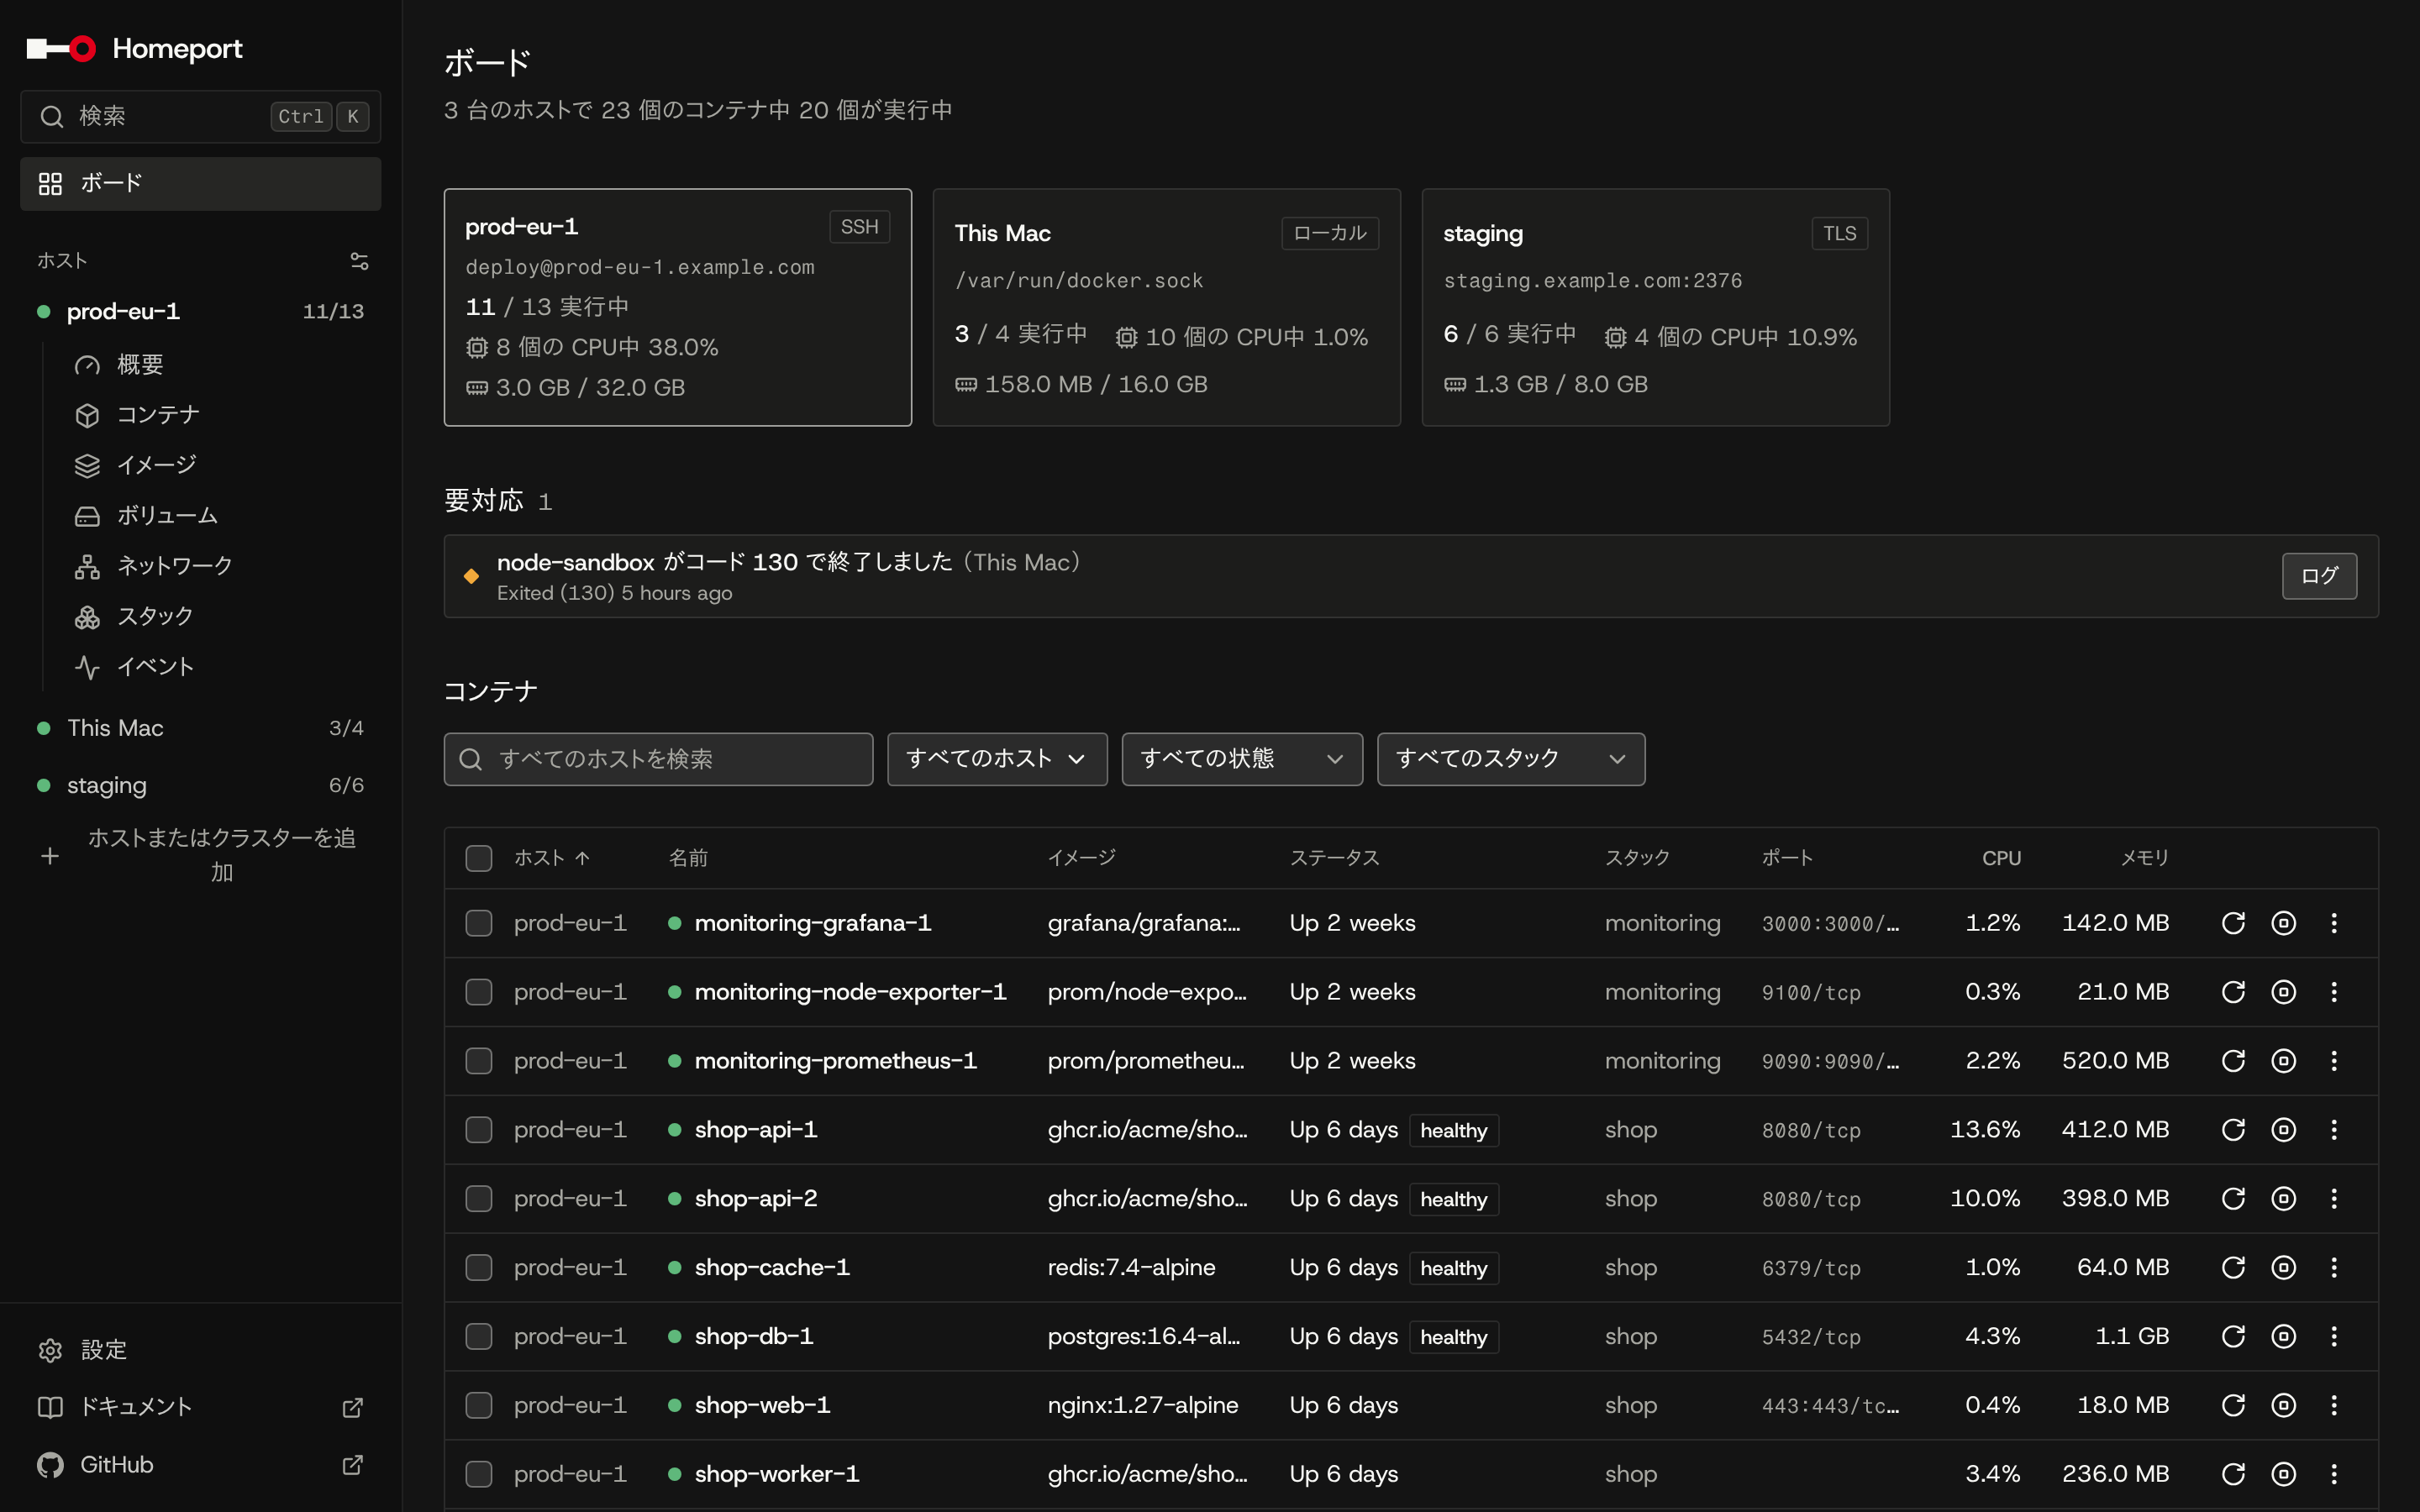 Homeport
検索 Ctrl K
ボード
ホスト
prod-eu-1 11/13
概要
コンテナ
イメージ
ボリューム
ネットワーク
スタック
イベント
This Mac 3/4
staging 6/6
ホストまたはクラスターを追
加
設定
ドキュメント
GitHub
ボード
3 台のホストで 23 個のコンテナ中 20 個が実行中
prod-eu-1 SSH
deploy@prod-eu-1.example.com
11 / 13 実行中
8 個の CPU中 38.0%
3.0 GB / 32.0 GB
This Mac ローカル
/var/run/docker.sock
3 / 4 実行中 10 個の CPU中 1.0%
158.0 MB / 16.0 GB
staging TLS
staging.example.com:2376
6 / 6 実行中 4 個の CPU中 10.9%
1.3 GB / 8.0 GB
要対応 1
node-sandbox がコード 130 で終了しました（This Mac）
Exited (130) 5 hours ago
ログ
コンテナ
すべてのホストを検索 すべてのホスト すべての状態 すべてのスタック
ホスト ↑ 名前 イメージ ステータス スタック ポート CPU メモリ
prod-eu-1 monitoring-grafana-1 grafana/grafana:... Up 2 weeks monitoring 3000:3000/... 1.2% 142.0 MB
prod-eu-1 monitoring-node-exporter-1 prom/node-expo... Up 2 weeks monitoring 9100/tcp 0.3% 21.0 MB
prod-eu-1 monitoring-prometheus-1 prom/prometheu... Up 2 weeks monitoring 9090:9090/... 2.2% 520.0 MB
prod-eu-1 shop-api-1 ghcr.io/acme/sho... Up 6 days healthy shop 8080/tcp 13.6% 412.0 MB
prod-eu-1 shop-api-2 ghcr.io/acme/sho... Up 6 days healthy shop 8080/tcp 10.0% 398.0 MB
prod-eu-1 shop-cache-1 redis:7.4-alpine Up 6 days healthy shop 6379/tcp 1.0% 64.0 MB
prod-eu-1 shop-db-1 postgres:16.4-al... Up 6 days healthy shop 5432/tcp 4.3% 1.1 GB
prod-eu-1 shop-web-1 nginx:1.27-alpine Up 6 days shop 443:443/tc... 0.4% 18.0 MB
prod-eu-1 shop-worker-1 ghcr.io/acme/sho... Up 6 days shop 3.4% 236.0 MB